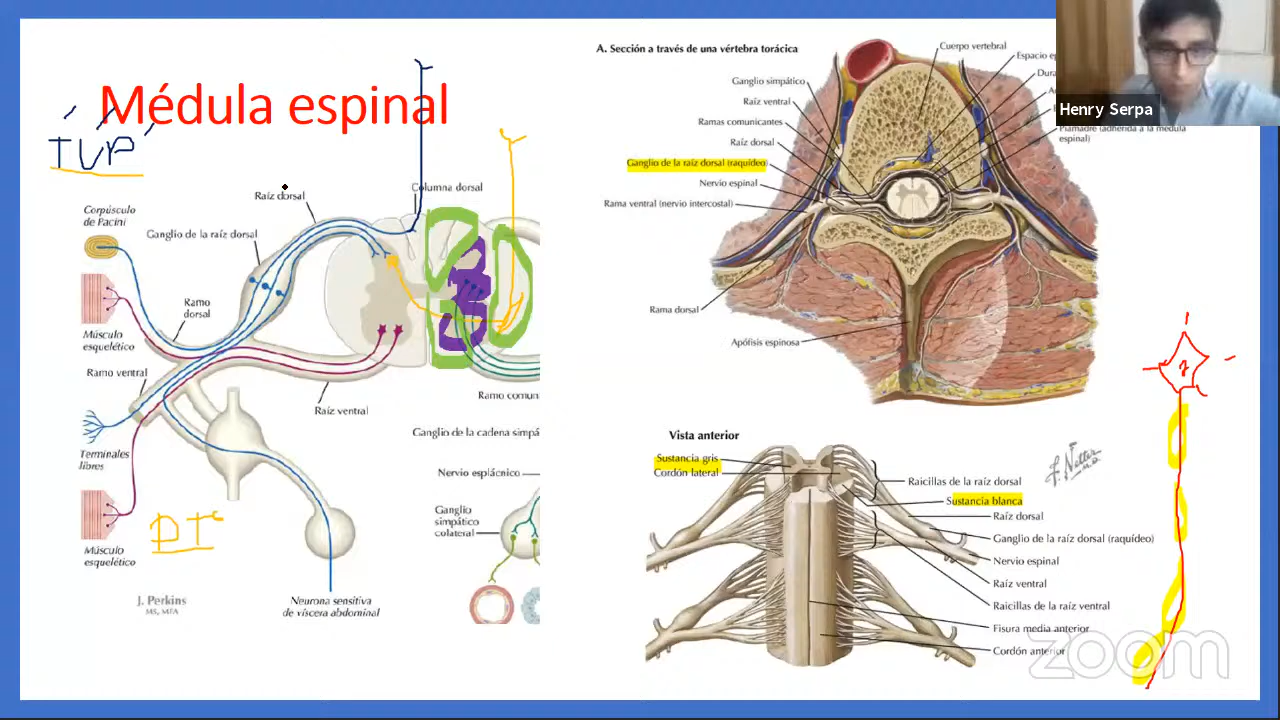 Médula espinal
TVP
Raíz dorsal
Columna dorsal
Corpúsculo
de Pacini
Ganglio de la raíz dorsal
Ramo
dorsal
Músculo
esquelético
Ramo ventral
Raíz ventral
Ramo comun
Terminales
libres
Ganglio de la cadena simpá
Nervio esplácnico
Ganglio
simpático
colateral
DT°
Músculo
esquelético
J. Perkins
MS, MFA
Neurona sensitiva
de víscera abdominal
A. Sección a través de una vértebra torácica
Cuerpo vertebral
Espacio ep
Dura
Ganglio simpático
Raíz ventral
Ramas comunicantes
Raíz dorsal
Ganglio de la raíz dorsal (raquídeo)
Nervio espinal
Rama ventral (nervio intercostal)
Piamadre (adherida a la médula
espinal)
Rama dorsal
Apófisis espinosa
Henry Serpa
Vista anterior
Sustancia gris
Cordón lateral
Raicillas de la raíz dorsal
Sustancia blanca
Raíz dorsal
Ganglio de la raíz dorsal (raquídeo)
Nervio espinal
Raíz ventral
Raicillas de la raíz ventral
Fisura media anterior
Cordón anterior
F. Netter
M.D.
zoom